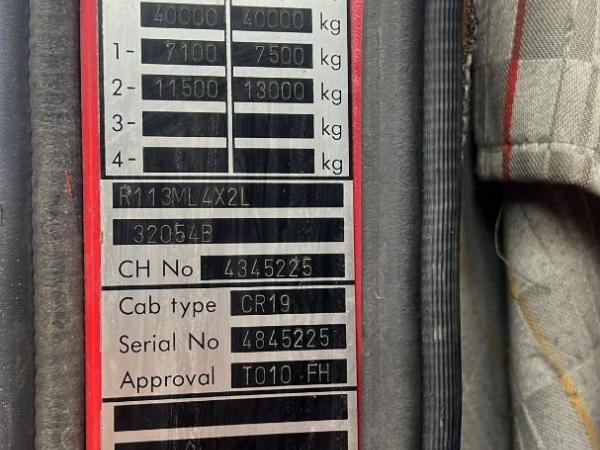 40000 40000 kg
1- 7100 7500 kg
2- 11500 13000 kg
3- kg
4- kg
R113ML4X2L
32054B
CH No 4345225
Cab type CR19
Serial No 4845225
Approval T010 FH